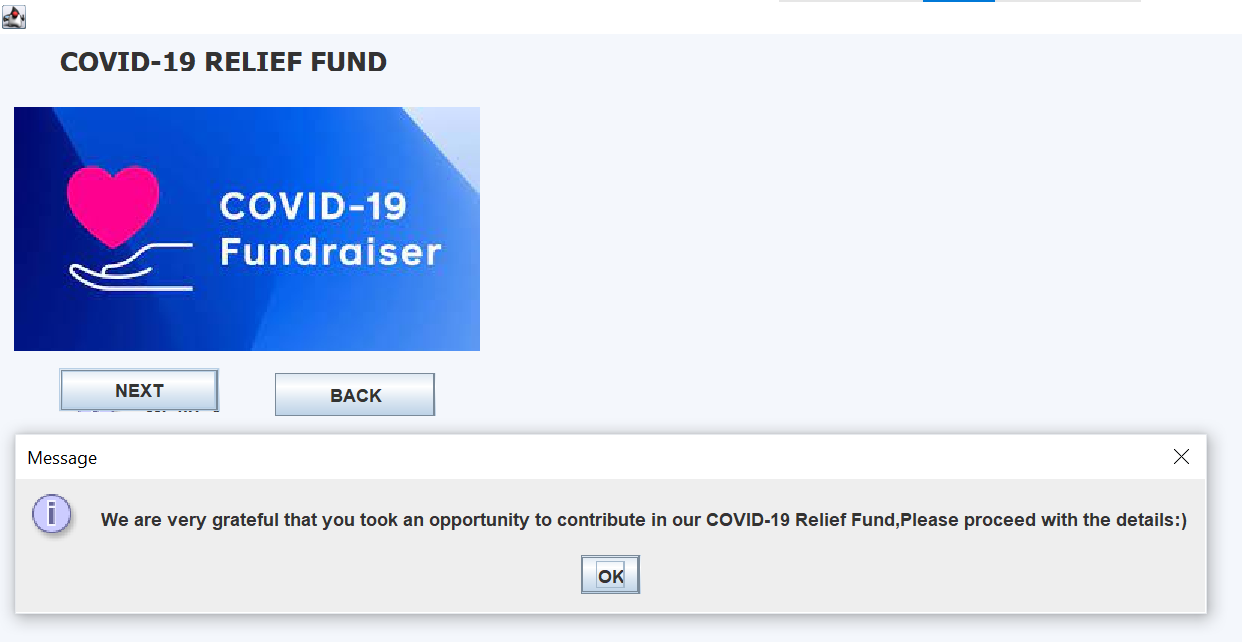 COVID-19 RELIEF FUND
COVID-19
Fundraiser
NEXT
BACK
Message
We are very grateful that you took an opportunity to contribute in our COVID-19 Relief Fund,Please proceed with the details:)
OK